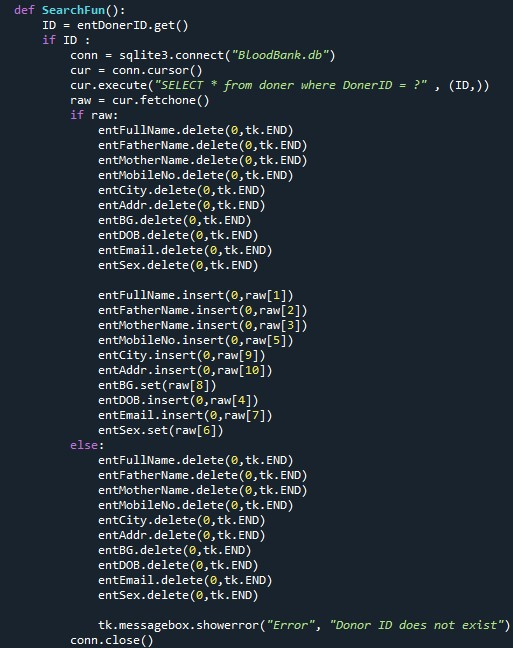 def SearchFun():
    ID = entDonerID.get()
    if ID :
        conn = sqlite3.connect("BloodBank.db")
        cur = conn.cursor()
        cur.execute("SELECT * from doner where DonerID = ?" , (ID,))
        raw = cur.fetchone()
        if raw:
            entFullName.delete(0,tk.END)
            entFatherName.delete(0,tk.END)
            entMotherName.delete(0,tk.END)
            entMobileNo.delete(0,tk.END)
            entCity.delete(0,tk.END)
            entAddr.delete(0,tk.END)
            entBG.delete(0,tk.END)
            entDOB.delete(0,tk.END)
            entEmail.delete(0,tk.END)
            entSex.delete(0,tk.END)

            entFullName.insert(0,raw[1])
            entFatherName.insert(0,raw[2])
            entMotherName.insert(0,raw[3])
            entMobileNo.insert(0,raw[5])
            entCity.insert(0,raw[9])
            entAddr.insert(0,raw[10])
            entBG.set(raw[8])
            entDOB.insert(0,raw[4])
            entEmail.insert(0,raw[7])
            entSex.set(raw[6])
        else:
            entFullName.delete(0,tk.END)
            entFatherName.delete(0,tk.END)
            entMotherName.delete(0,tk.END)
            entMobileNo.delete(0,tk.END)
            entCity.delete(0,tk.END)
            entAddr.delete(0,tk.END)
            entBG.delete(0,tk.END)
            entDOB.delete(0,tk.END)
            entEmail.delete(0,tk.END)
            entSex.delete(0,tk.END)

            tk.messagebox.showerror("Error", "Donor ID does not exist")
        conn.close()